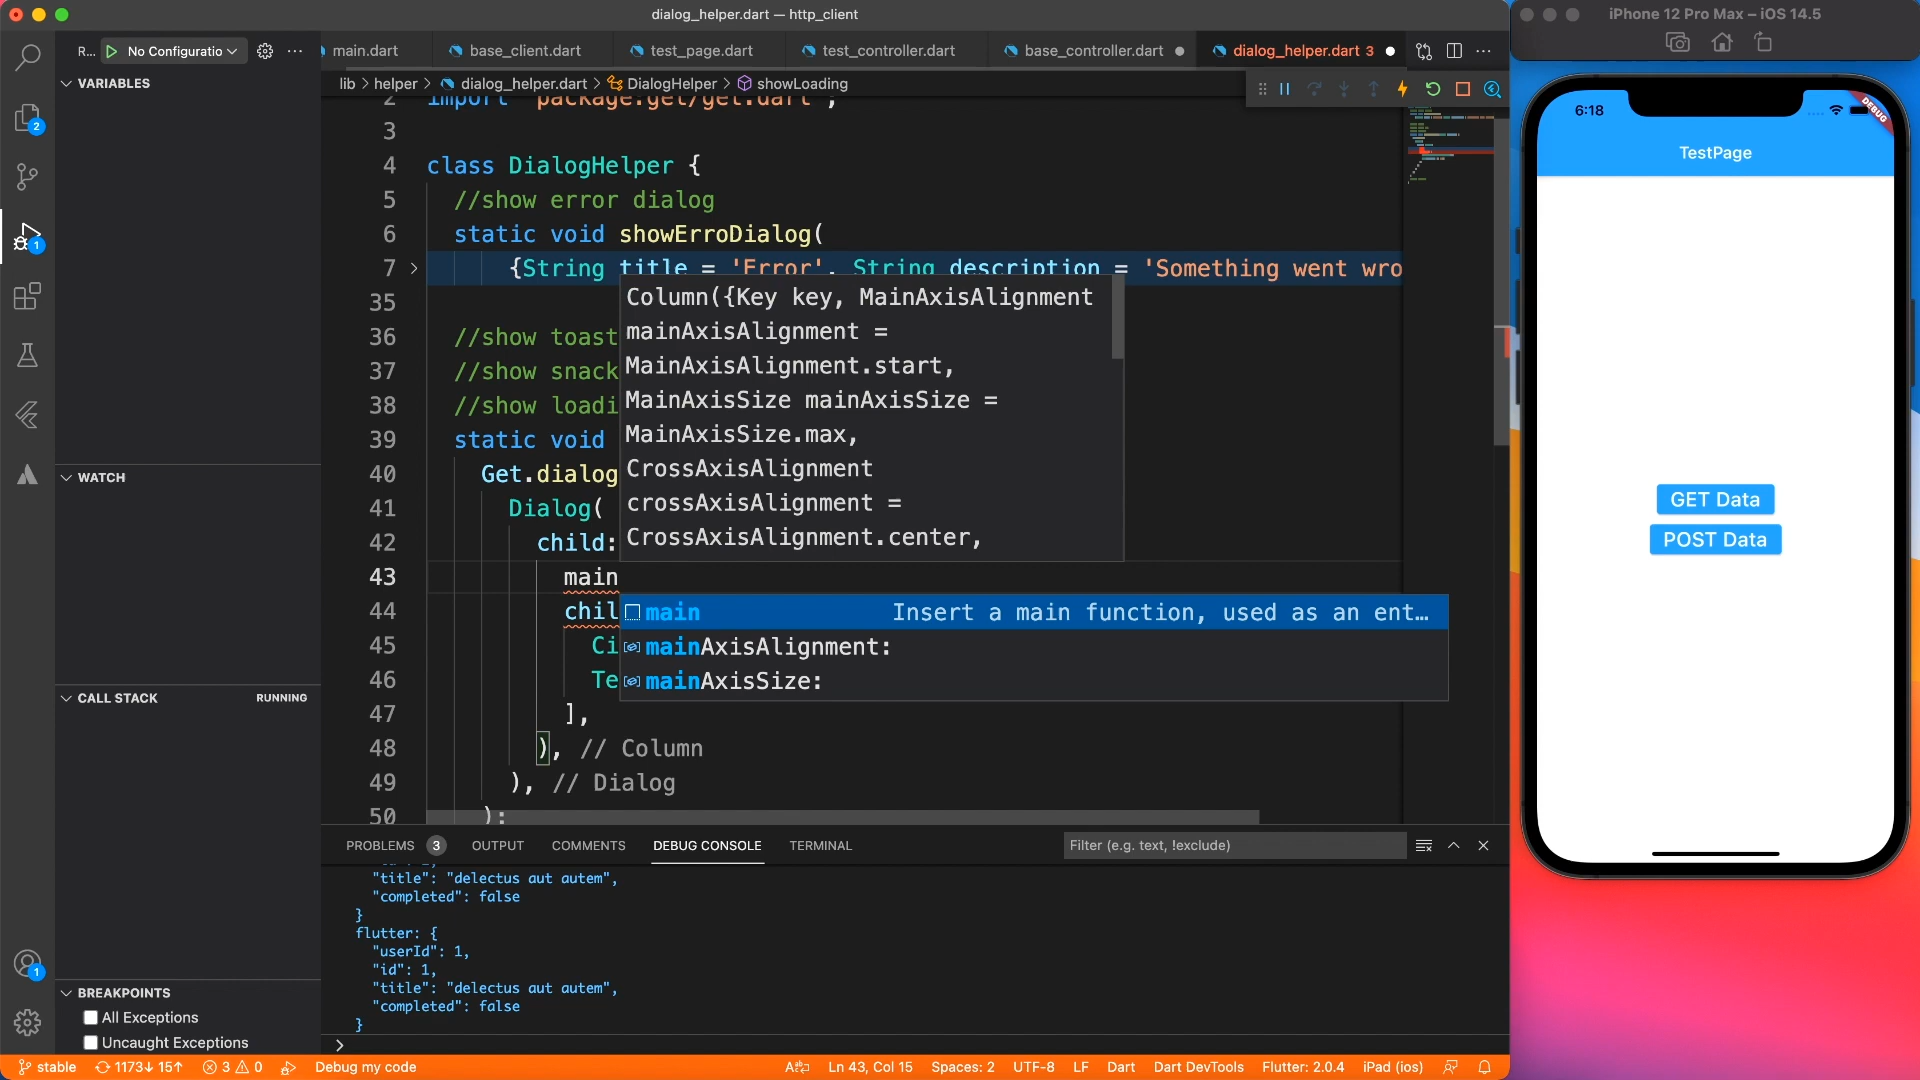 dialog_helper.dart — http_client
R... No Configuratio
main.dart base_client.dart test_page.dart test_controller.dart base_controller.dart dialog_helper.dart 3
lib helper dialog_helper.dart DialogHelper showLoading
VARIABLES
2 import 'package:get/get.dart';
3
4 class DialogHelper {
5 //show error dialog
6 static void showErroDialog(
7 {String title = 'Error', String description = 'Something went wro
35
36 //show toast
37 //show snack
38 //show loadi
39 static void
40 Get.dialog
41 Dialog(
42 child:
43 main
44 chil
45 Ci
46 Te
47 ],
48 ), // Column
49 ), // Dialog
50 );
Column({Key key, MainAxisAlignment
mainAxisAlignment =
MainAxisAlignment.start,
MainAxisSize mainAxisSize =
MainAxisSize.max,
CrossAxisAlignment
crossAxisAlignment =
CrossAxisAlignment.center,
main Insert a main function, used as an ent…
mainAxisAlignment:
mainAxisSize:
WATCH
CALL STACK RUNNING
BREAKPOINTS
All Exceptions
Uncaught Exceptions
2
1
1
PROBLEMS 3 OUTPUT COMMENTS DEBUG CONSOLE TERMINAL Filter (e.g. text, !exclude)
"title": "delectus aut autem",
"completed": false
}
flutter: {
"userId": 1,
"id": 1,
"title": "delectus aut autem",
"completed": false
}
stable 1173↓ 15↑ 3 0 Debug my code Ln 43, Col 15 Spaces: 2 UTF-8 LF Dart Dart DevTools Flutter: 2.0.4 iPad (ios)
iPhone 12 Pro Max – iOS 14.5
6:18
DEBUG
TestPage
GET Data
POST Data